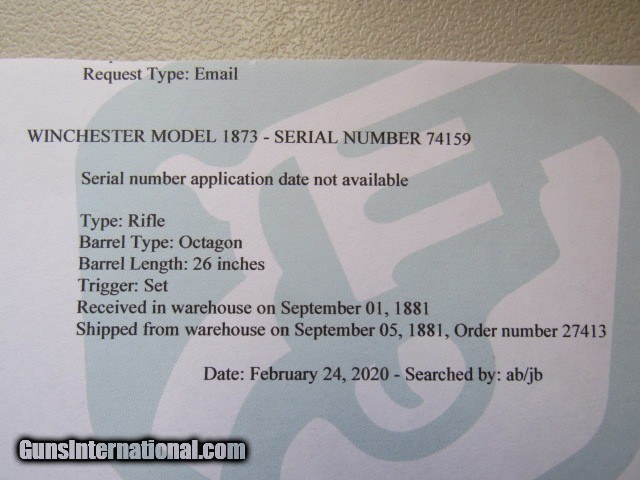 Request Type: Email
WINCHESTER MODEL 1873 - SERIAL NUMBER 74159
Serial number application date not available
Type: Rifle
Barrel Type: Octagon
Barrel Length: 26 inches
Trigger: Set
Received in warehouse on September 01, 1881
Shipped from warehouse on September 05, 1881, Order number 27413
Date: February 24, 2020 - Searched by: ab/jb
GunsInternational.com